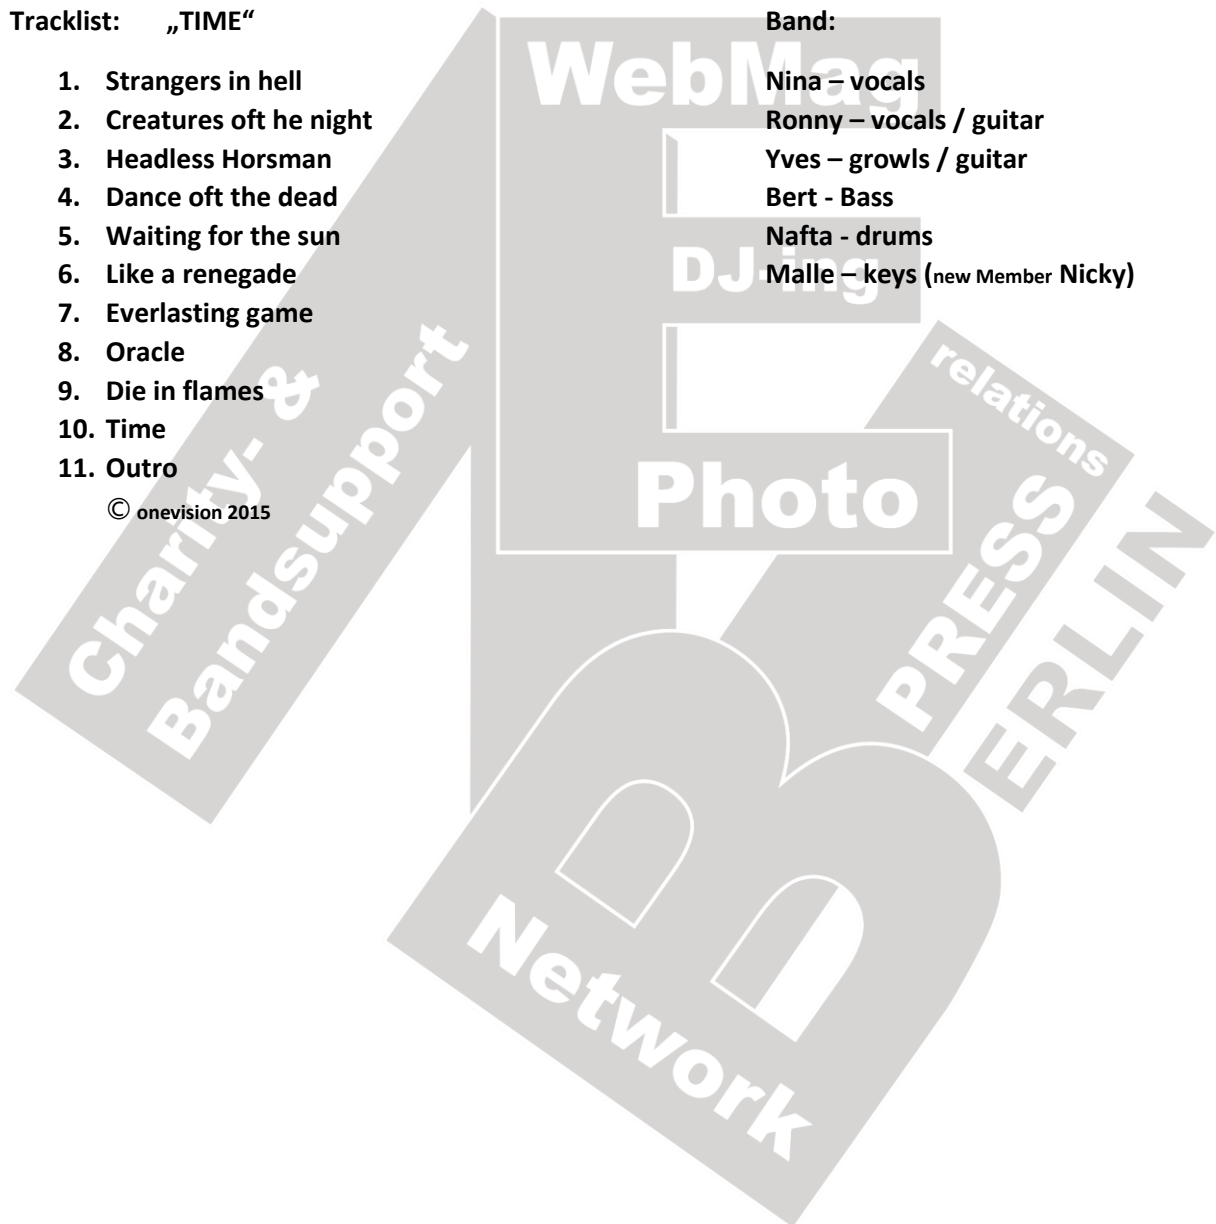 Tracklist: „TIME“
1. Strangers in hell
2. Creatures oft he night
3. Headless Horsman
4. Dance oft the dead
5. Waiting for the sun
6. Like a renegade
7. Everlasting game
8. Oracle
9. Die in flames
10. Time
11. Outro
© onevision 2015
Band:
Nina – vocals
Ronny – vocals / guitar
Yves – growls / guitar
Bert - Bass
Nafta - drums
Malle – keys (new Member Nicky)
WebMag
DJ-ing
Photo
Charity- &
Bandsupport
relations
PRESS
ERLIN
Network